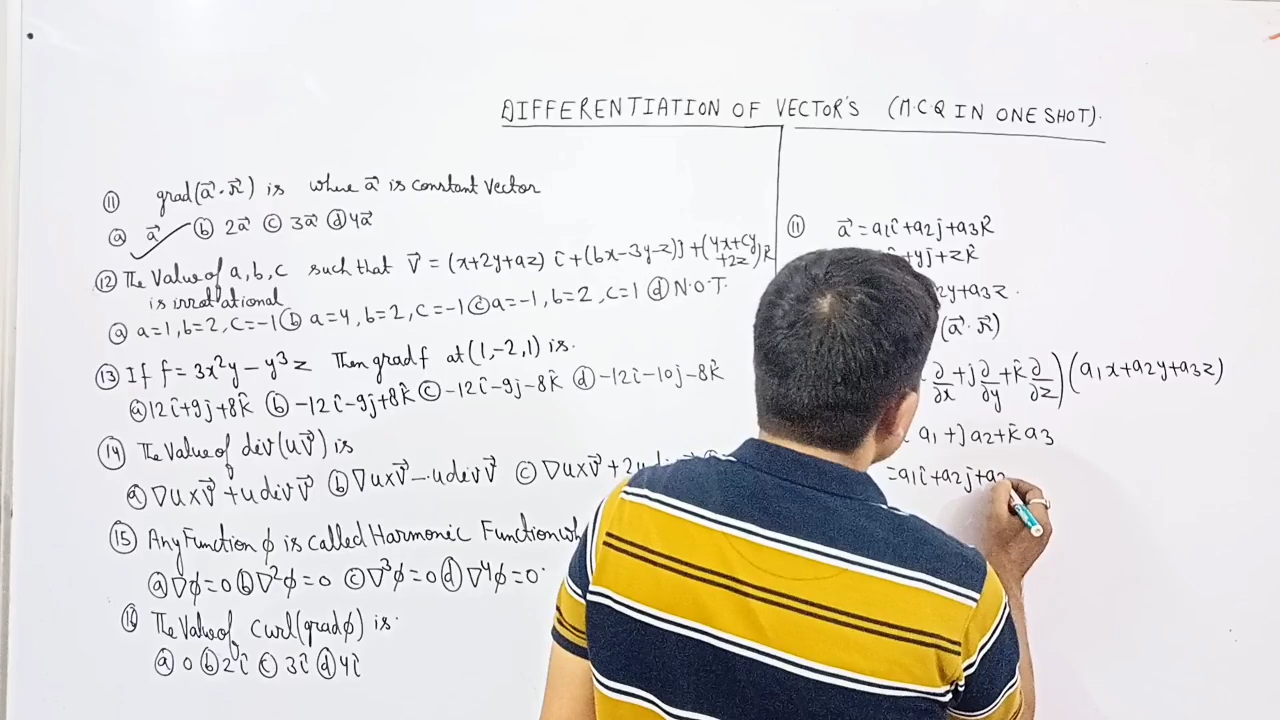 DIFFERENTIATION OF VECTOR'S (M.C.Q IN ONE SHOT).
⑪ grad(a⃗·r⃗) is where a⃗ is constant vector
ⓐ a⃗ ⓑ 2a⃗ ⓒ 3a⃗ ⓓ 4a⃗
⑫ The Value of a, b, c such that V⃗ = (x+2y+az) î + (bx-3y-z)ĵ + (4x+cy+2z)k̂
is irrotational
ⓐ a=1, b=2, c=-1 ⓑ a=4, b=2, c=-1 ⓒ a=-1, b=2, c=1 ⓓ N.O.T.
⑬ If f = 3x²y - y³z Then grad f at (1,-2,1) is.
ⓐ 12î+9j+8k̂ ⓑ -12î-9j+8k̂ ⓒ -12î-9j-8k̂ ⓓ -12î-10j-8k̂
⑭ The Value of div(uv⃗) is
ⓐ ∇u×v⃗ + u div v⃗ ⓑ ∇u×v⃗ - u div v⃗ ⓒ ∇u×v⃗ + 2u
⑮ Any Function ϕ is called Harmonic Function
ⓐ ∇ϕ=0 ⓑ ∇²ϕ=0 ⓒ ∇³ϕ=0 ⓓ ∇⁴ϕ=0.
⑯ The Value of curl(gradϕ) is.
ⓐ 0 ⓑ 2î ⓒ 3î ⓓ 4î
⑪ a⃗ = a1î+a2ĵ+a3k̂
+yĵ+zk̂
2y+a3z.
(a⃗·r⃗)
∂/∂x + j ∂/∂y + k̂ ∂/∂z) (a1x+a2y+a3z)
a1+j a2+k̂ a3
=a1î+a2ĵ+a3